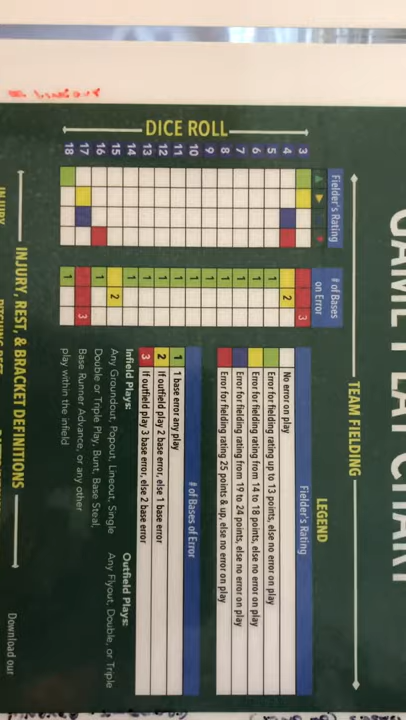 GAME PLAY CHART
TEAM FIELDING
DICE ROLL
Fielder's Rating
# of Bases on Error
3 3
4 2
5 1
6 1
7 1
8 1
9 1
10 1
11 1
12 1
13 1
14 1
15 2
16 1
17 3
18 1
LEGEND
Fielder's Rating
No error on play
Error for fielding rating up to 13 points, else no error on play
Error for fielding rating from 14 to 18 points, else no error on play
Error for fielding rating from 19 to 24 points, else no error on play
Error for fielding rating 25 points & up, else no error on play
# of Bases of Error
1 1 base error any play
2 If outfield play 2 base error, else 1 base error
3 If outfield play 3 base error, else 2 base error
Infield Plays:
Any Groundout, Popout, Lineout, Single
Double or Triple Play, Bunt, Base Steal,
Base Runner Advance, or any other
play within the infield
Outfield Plays:
Any Flyout, Double, or Triple
INJURY, REST, & BRACKET DEFINITIONS
INJURY
Download our